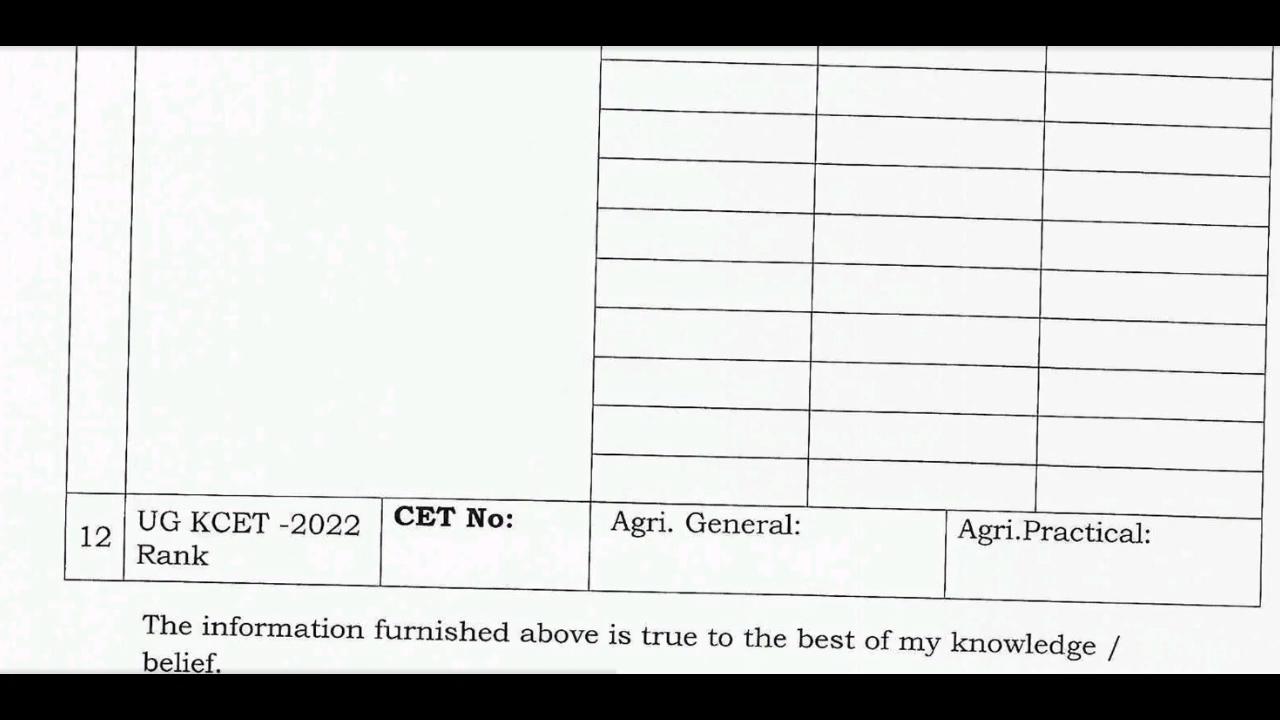 12
UG KCET -2022
Rank
CET No:
Agri. General:
Agri.Practical:
The information furnished above is true to the best of my knowledge /
belief.